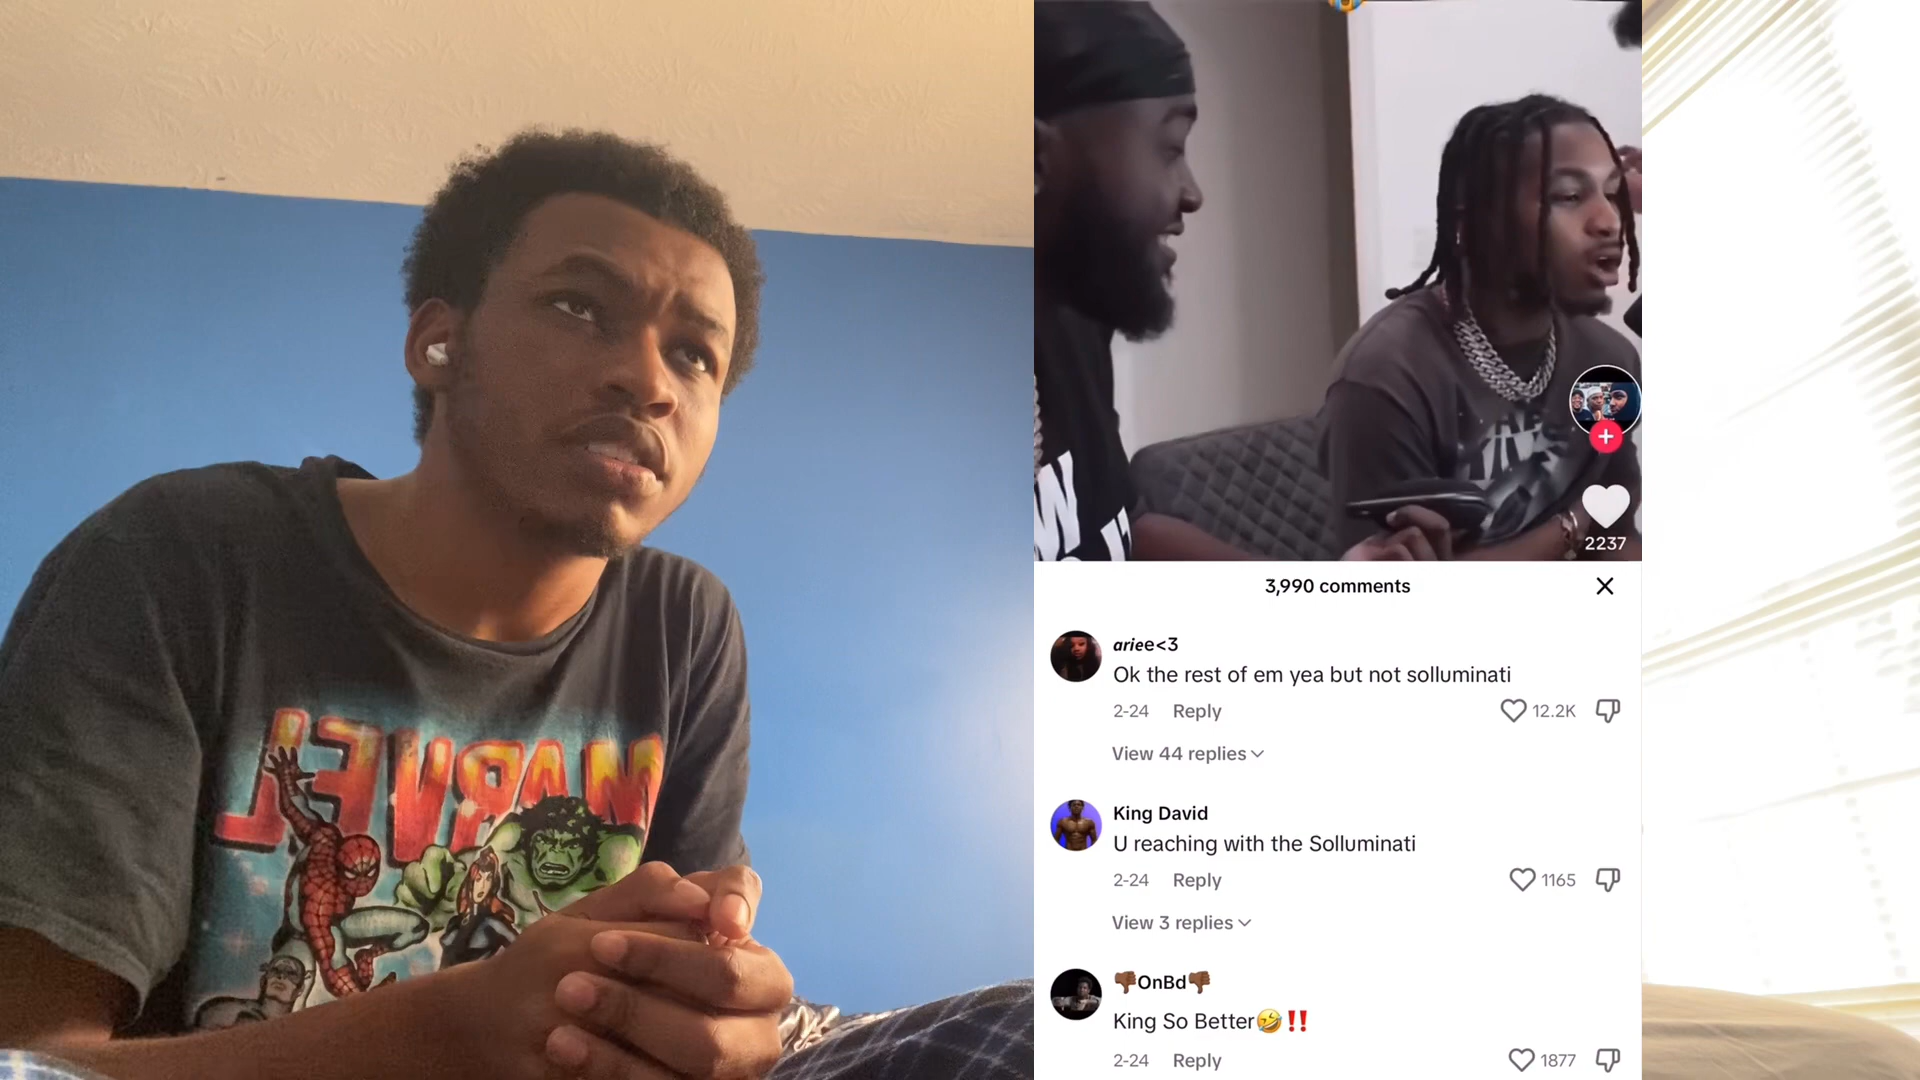 MARVEL
2237
3,990 comments
ariee<3
Ok the rest of em yea but not solluminati
2-24 Reply
12.2K
View 44 replies
King David
U reaching with the Solluminati
2-24 Reply
1165
View 3 replies
👎🏾OnBd👎🏾
King So Better🤣‼️
2-24 Reply
1877